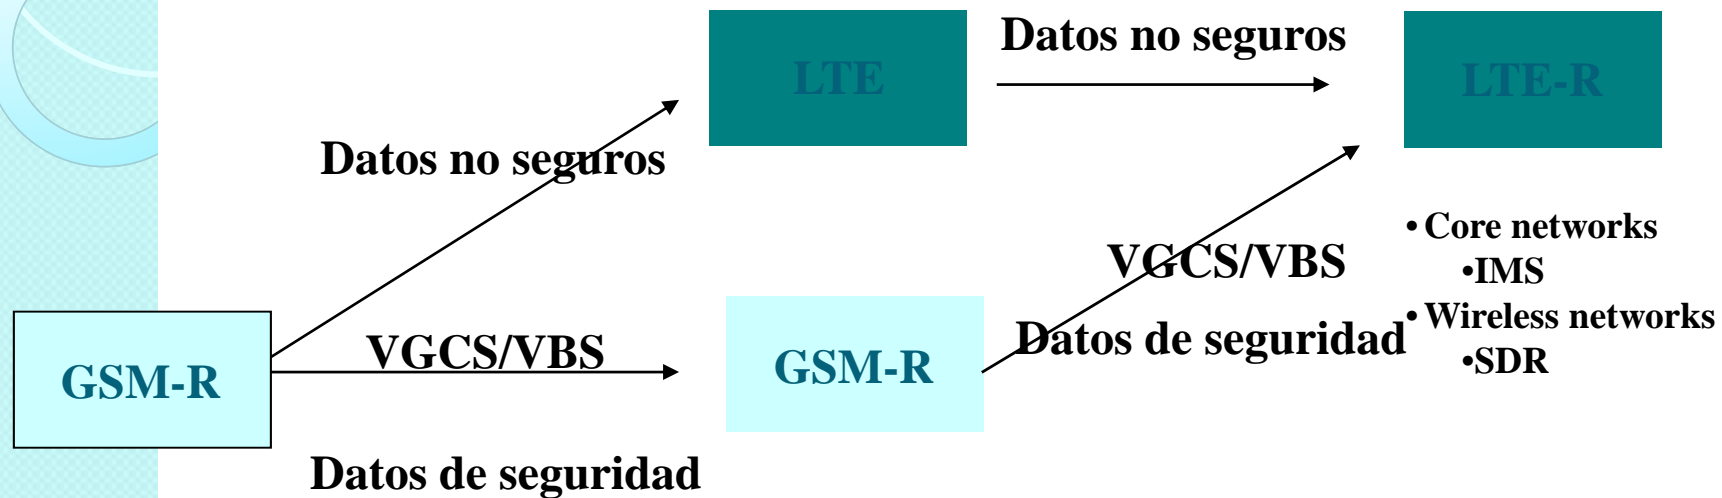 Datos no seguros
LTE
LTE-R
Datos no seguros
VGCS/VBS
• Core networks
•IMS
• Wireless networks
•SDR
Datos de seguridad
GSM-R
VGCS/VBS
GSM-R
Datos de seguridad